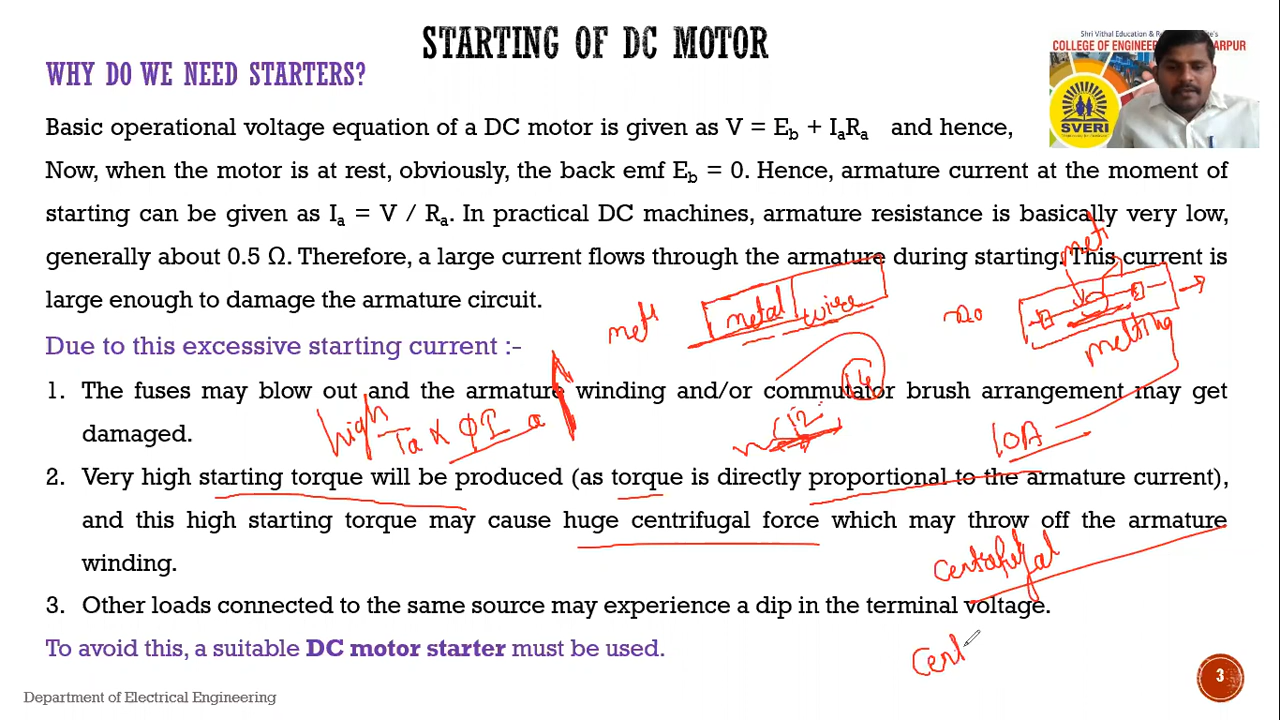 STARTING OF DC MOTOR
Shri Vithal Education & Re
COLLEGE OF ENGINEE ARPUR
SVERI
WHY DO WE NEED STARTERS?
Basic operational voltage equation of a DC motor is given as V = Eb + IaRa and hence,
Now, when the motor is at rest, obviously, the back emf Eb = 0. Hence, armature current at the moment of
starting can be given as Ia = V / Ra. In practical DC machines, armature resistance is basically very low,
generally about 0.5 Ω. Therefore, a large current flows through the armature during starting. This current is
large enough to damage the armature circuit.
metal wire
melting
Due to this excessive starting current :-
1. The fuses may blow out and the armature winding and/or commutator brush arrangement may get
damaged.
high Ta ∝ ΦIa
10A
2. Very high starting torque will be produced (as torque is directly proportional to the armature current),
and this high starting torque may cause huge centrifugal force which may throw off the armature
winding.
3. Other loads connected to the same source may experience a dip in the terminal voltage.
To avoid this, a suitable DC motor starter must be used.
Cent
3
Department of Electrical Engineering